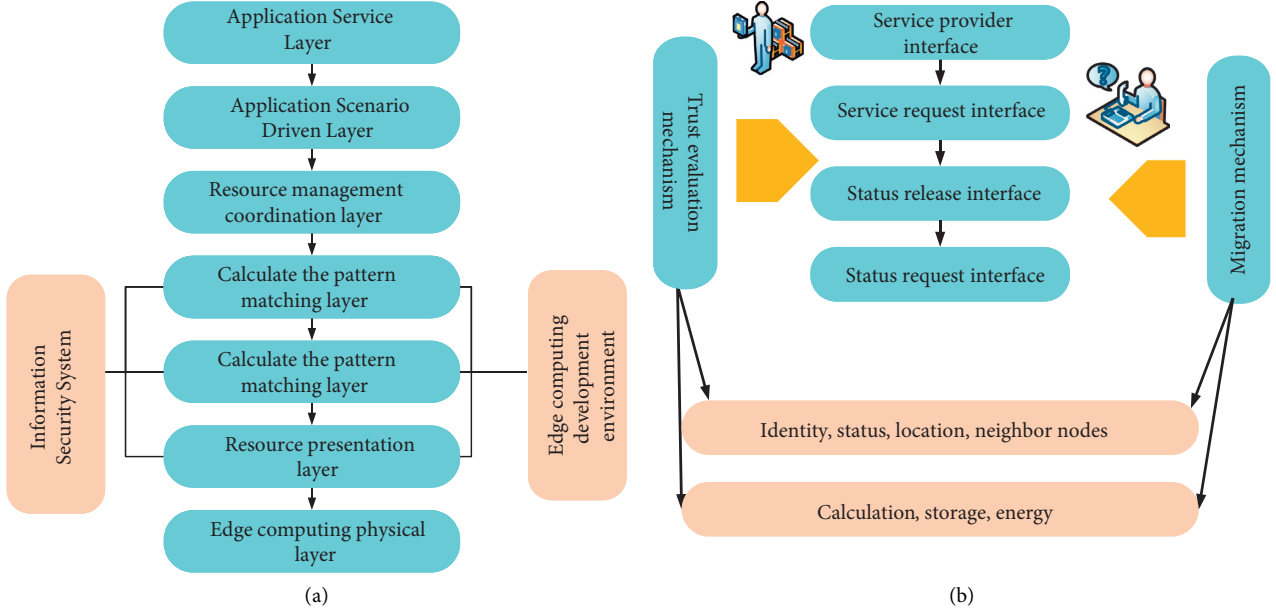 Application Service
Layer
Application Scenario
Driven Layer
Resource management
coordination layer
Calculate the pattern
matching layer
Calculate the pattern
matching layer
Resource presentation
layer
Edge computing physical
layer
Information
Security System
Edge computing
development
environment
(a)
Service provider
interface
Service request interface
Status release interface
Status request interface
Trust evaluation
mechanism
?
Migration mechanism
Identity, status, location, neighbor nodes
Calculation, storage, energy
(b)